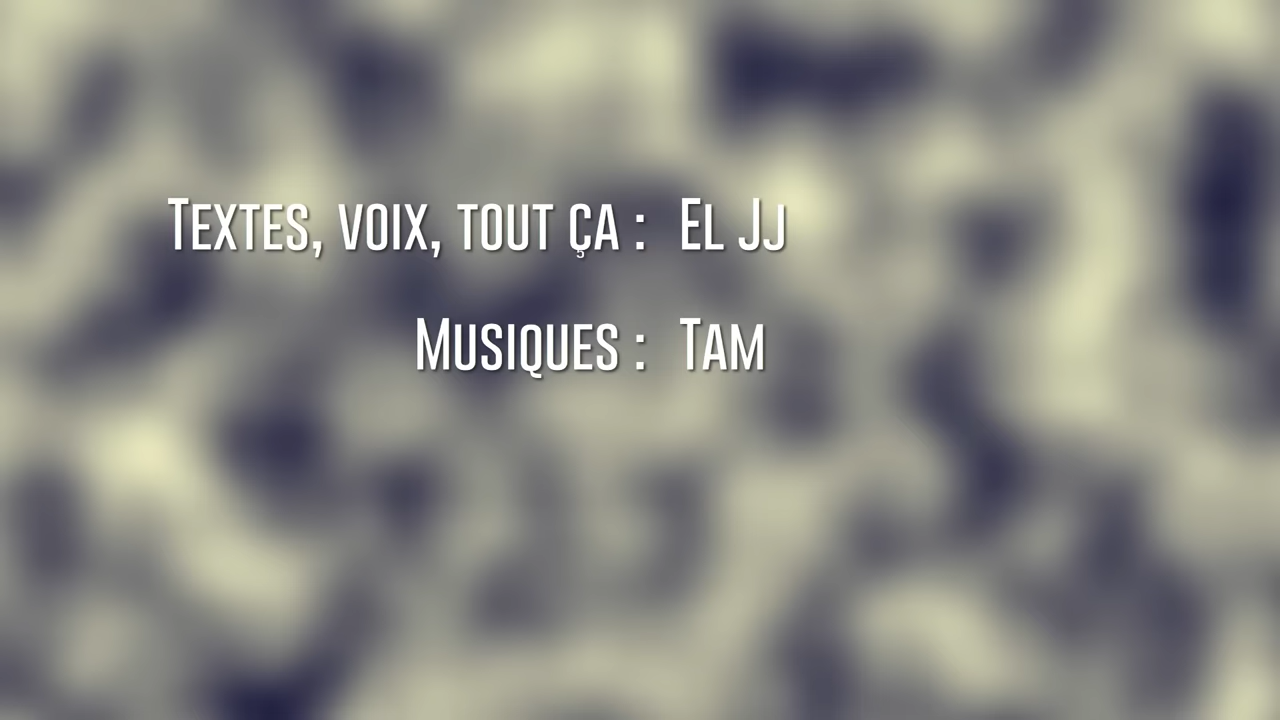 Textes, voix, tout ça : El Jj
Musiques : Tam